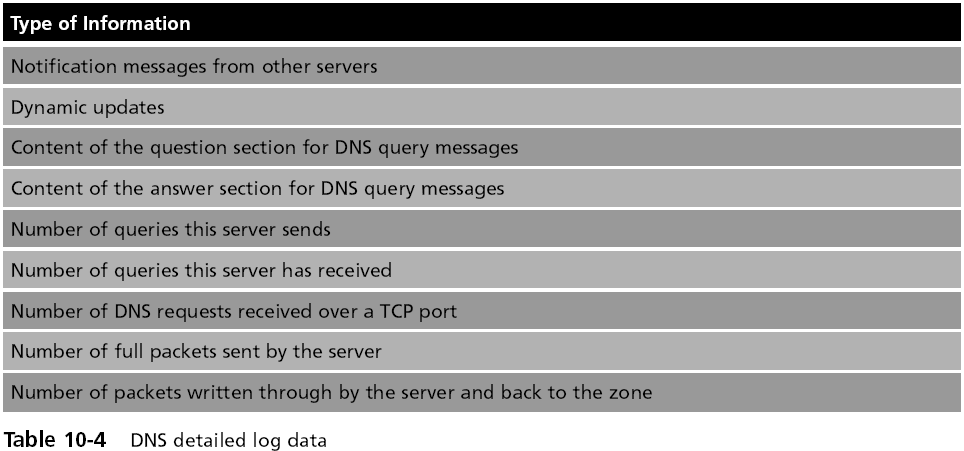 Type of Information
Notification messages from other servers
Dynamic updates
Content of the question section for DNS query messages
Content of the answer section for DNS query messages
Number of queries this server sends
Number of queries this server has received
Number of DNS requests received over a TCP port
Number of full packets sent by the server
Number of packets written through by the server and back to the zone
Table 10-4 DNS detailed log data